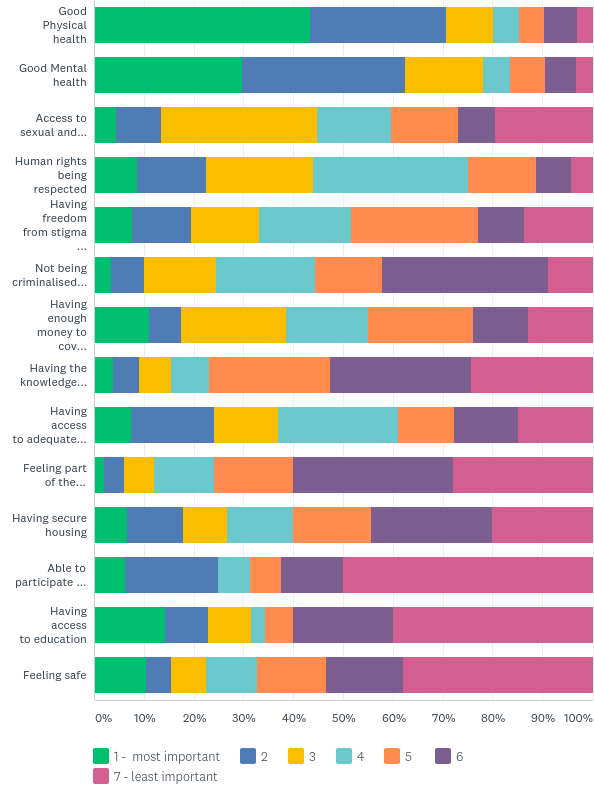 Good
Physical
health
Good Mental
health
Access to
sexual and...
Human rights
being
respected
Having
freedom
from stigma
...
Not being
criminalised...
Having
enough
money to
cov...
Having the
knowledge...
Having
access
to adequate...
Feeling part
of the...
Having secure
housing
Able to
participate ...
Having
access
to education
Feeling safe
0% 10% 20% 30% 40% 50% 60% 70% 80% 90% 100%
1 - most important 2 3 4 5 6
7 - least important